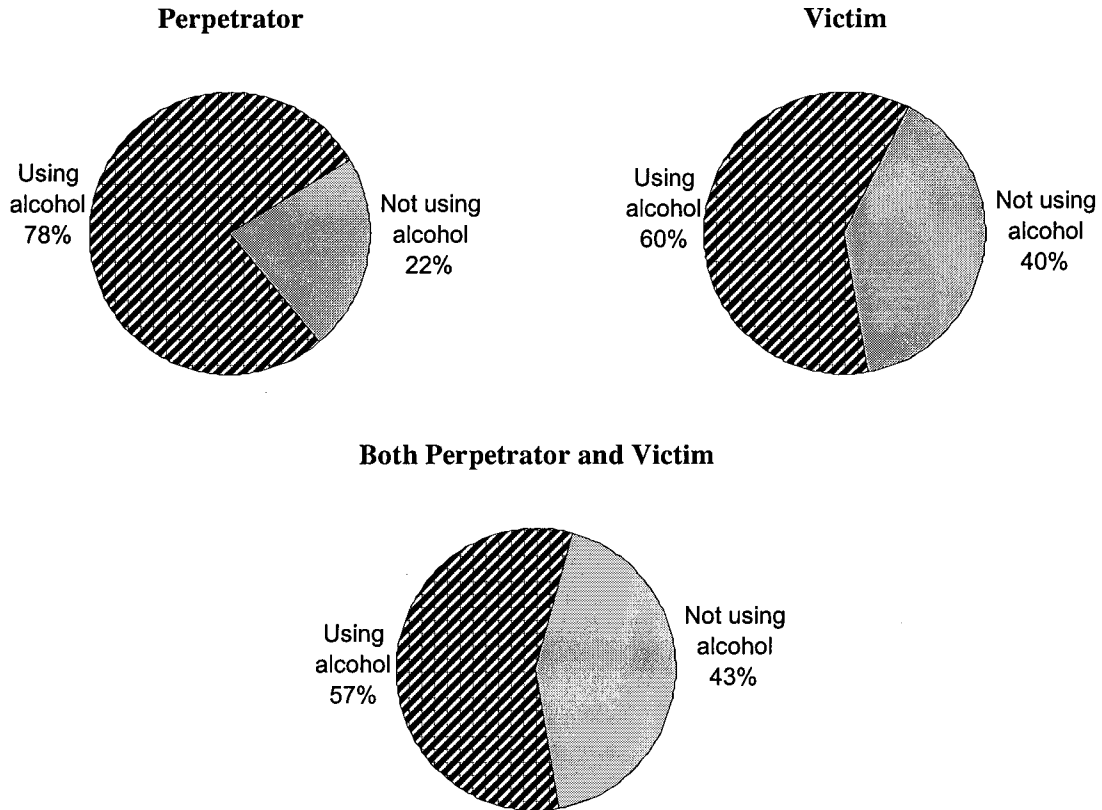 Perpetrator
Using
alcohol
78%
Not using
alcohol
22%
Victim
Using
alcohol
60%
Not using
alcohol
40%
Both Perpetrator and Victim
Using
alcohol
57%
Not using
alcohol
43%